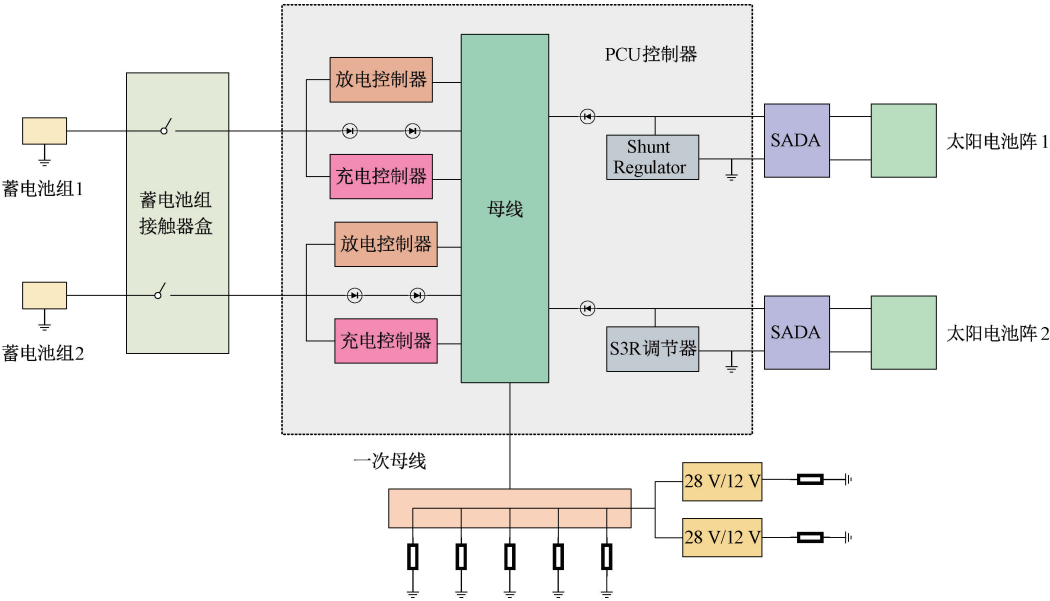 PCU控制器
放电控制器
充电控制器
放电控制器
充电控制器
母线
Shunt
Regulator
S3R调节器
SADA
SADA
太阳电池阵1
太阳电池阵2
蓄电池组1
蓄电池组2
蓄电池组
接触器盒
一次母线
28 V/12 V
28 V/12 V